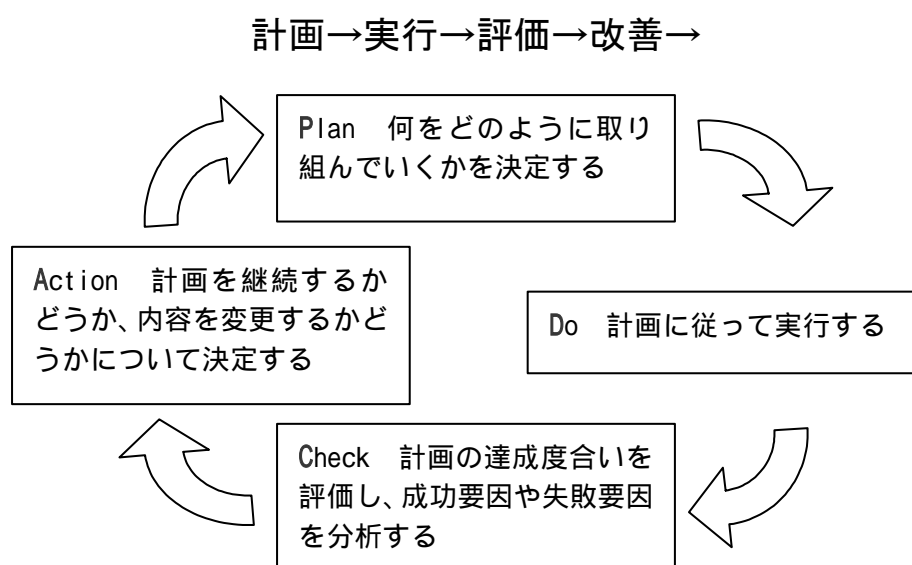 計画→実行→評価→改善→
Plan　何をどのように取り
組んでいくかを決定する
Action　計画を継続するか
どうか、内容を変更するかど
うかについて決定する
Do　計画に従って実行する
Check　計画の達成度合いを
評価し、成功要因や失敗要因
を分析する